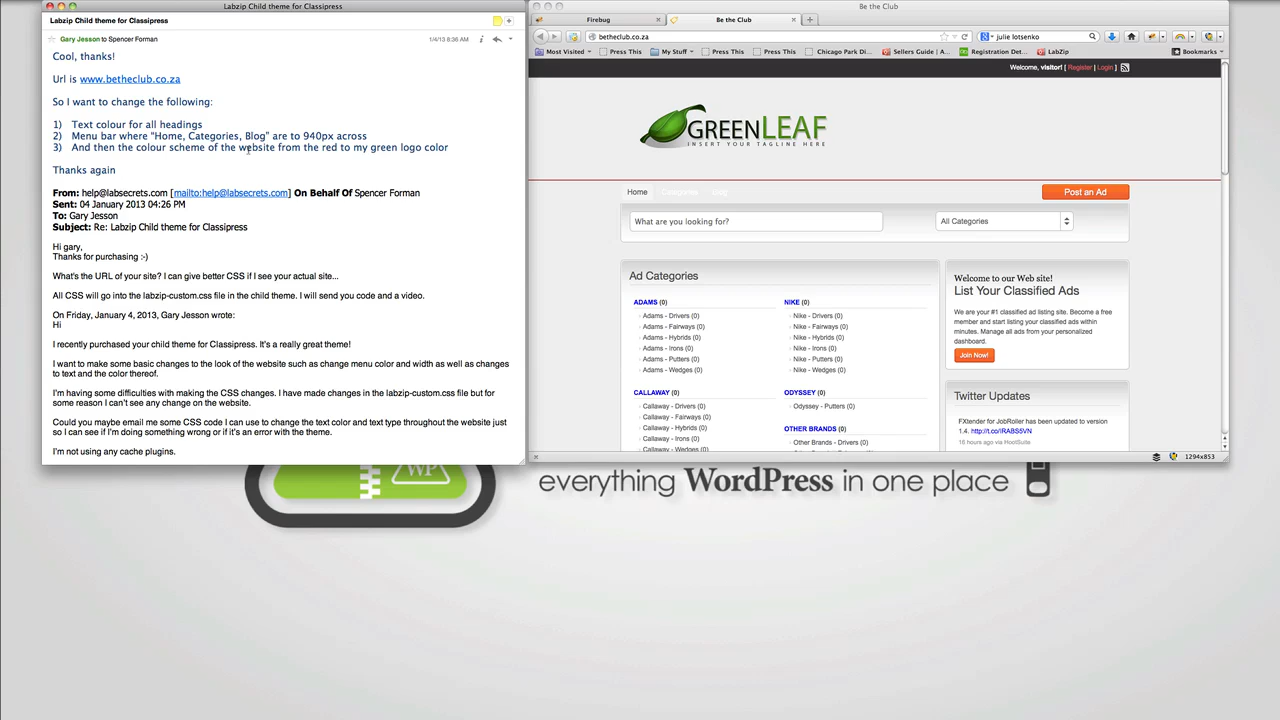 Labzip Child theme for Classipress
Labzip Child theme for Classipress
Gary Jesson to Spencer Forman
1/4/13 8:36 AM
Cool, thanks!
Url is www.betheclub.co.za
So I want to change the following:
1) Text colour for all headings
2) Menu bar where “Home, Categories, Blog” are to 940px across
3) And then the colour scheme of the website from the red to my green logo color
Thanks again
From: help@labsecrets.com [mailto:help@labsecrets.com] On Behalf Of Spencer Forman
Sent: 04 January 2013 04:26 PM
To: Gary Jesson
Subject: Re: Labzip Child theme for Classipress
Hi gary,
Thanks for purchasing :-)
What's the URL of your site? I can give better CSS if I see your actual site...
All CSS will go into the labzip-custom.css file in the child theme. I will send you code and a video.
On Friday, January 4, 2013, Gary Jesson wrote:
Hi
I recently purchased your child theme for Classipress. It's a really great theme!
I want to make some basic changes to the look of the website such as change menu color and width as well as changes
to text and the color thereof.
I'm having some difficulties with making the CSS changes. I have made changes in the labzip-custom.css file but for
some reason I can't see any change on the website.
Could you maybe email me some CSS code I can use to change the text color and text type throughout the website just
so I can see if I'm doing something wrong or if it's an error with the theme.
I'm not using any cache plugins.
Be the Club
Firebug
Be the Club
betheclub.co.za
julie lotsenko
Most Visited
Press This
My Stuff
Press This
Press This
Chicago Park Di...
Sellers Guide | A...
Registration Det...
LabZip
Bookmarks
Welcome, visitor! [ Register | Login ]
GREENLEAF
INSERT YOUR TAGLINE HERE
Home
Categories
Blog
Post an Ad
What are you looking for?
All Categories
Ad Categories
ADAMS (0)
Adams - Drivers (0)
Adams - Fairways (0)
Adams - Hybrids (0)
Adams - Irons (0)
Adams - Putters (0)
Adams - Wedges (0)
CALLAWAY (0)
Callaway - Drivers (0)
Callaway - Fairways (0)
Callaway - Hybrids (0)
Callaway - Irons (0)
Callaway - Wedges (0)
NIKE (0)
Nike - Drivers (0)
Nike - Fairways (0)
Nike - Hybrids (0)
Nike - Irons (0)
Nike - Putters (0)
Nike - Wedges (0)
ODYSSEY (0)
Odyssey - Putters (0)
OTHER BRANDS (0)
Other Brands - Drivers (0)
Welcome to our Web site!
List Your Classified Ads
We are your #1 classified ad listing site. Become a free
member and start listing your classified ads within
minutes. Manage all ads from your personalized
dashboard.
Join Now!
Twitter Updates
FXtender for JobRoller has been updated to version
1.4. http://t.co/iRABS5VN
16 hours ago via HootSuite
1294x853
WP
everything WordPress in one place